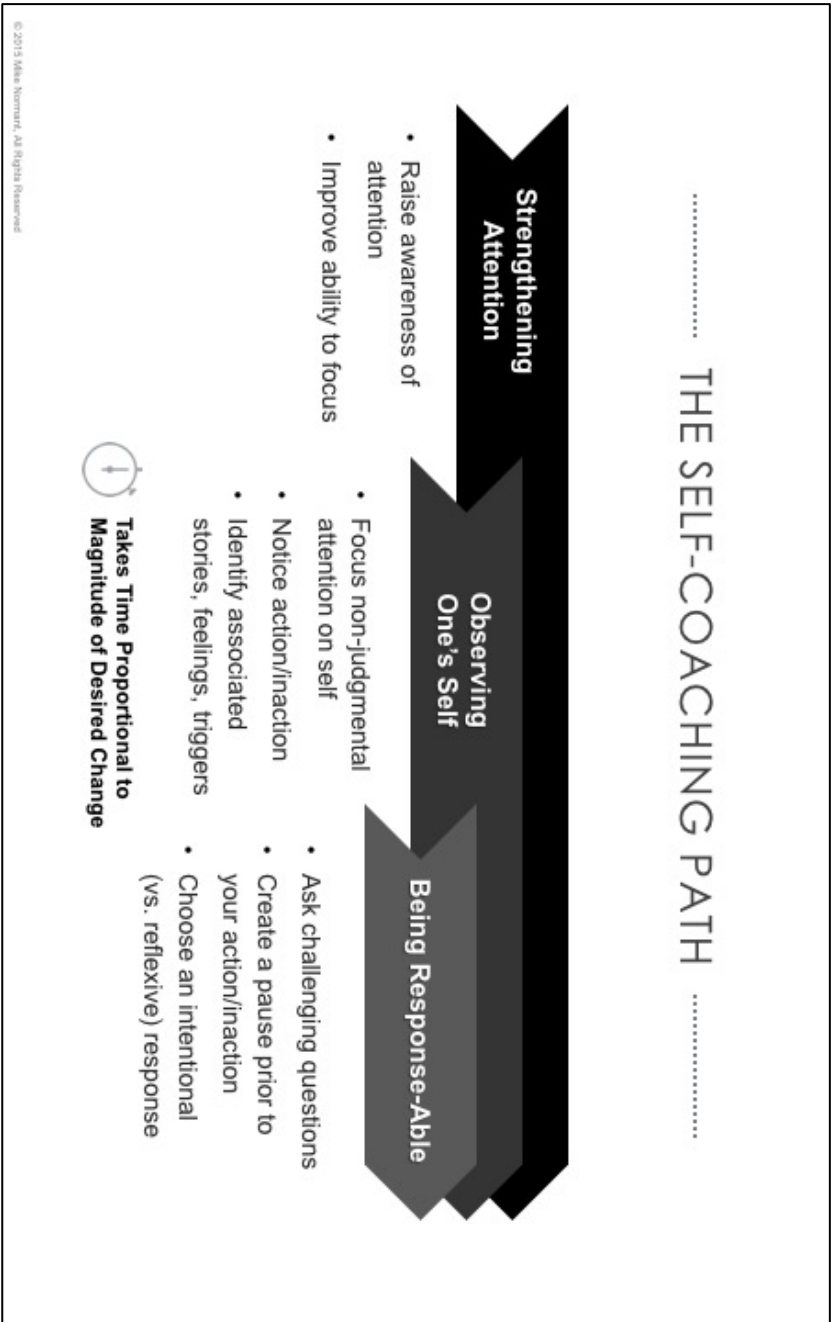 THE SELF-COACHING PATH
Strengthening
Attention
• Raise awareness of
attention
• Improve ability to focus
Observing
One's Self
• Focus non-judgmental
attention on self
• Notice action/inaction
• Identify associated
stories, feelings, triggers
Being Response-Able
• Ask challenging questions
• Create a pause prior to
your action/inaction
• Choose an intentional
(vs. reflexive) response
Takes Time Proportional to
Magnitude of Desired Change
© 2015 Mike Normant, All Rights Reserved